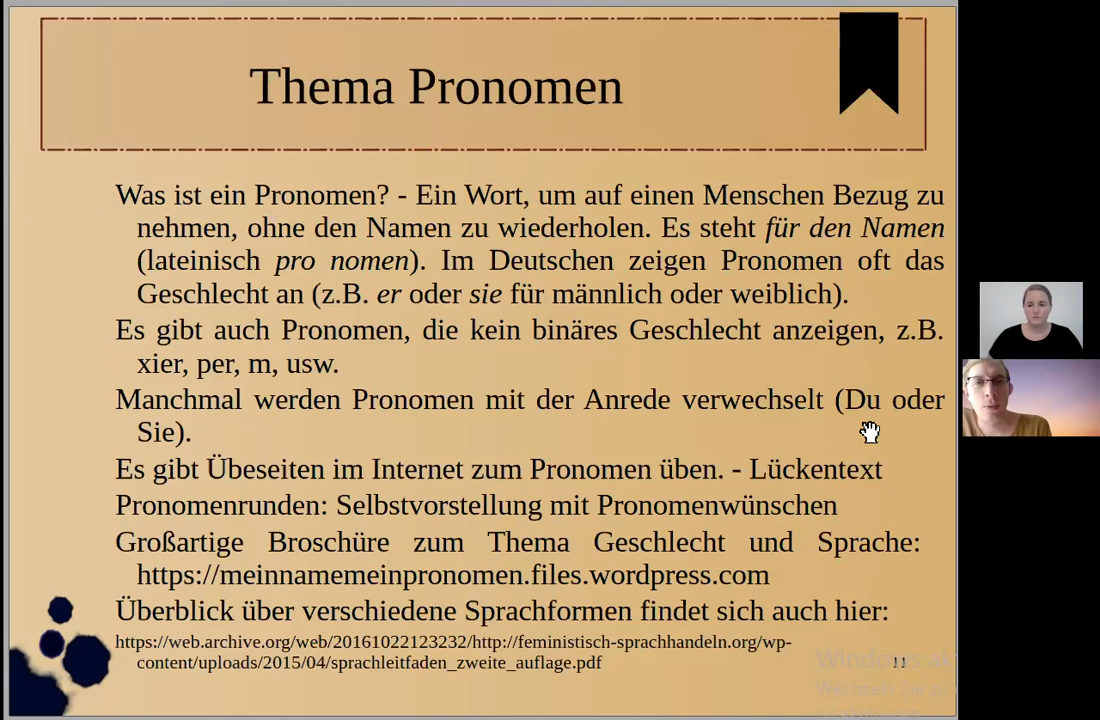 Thema Pronomen
Was ist ein Pronomen? - Ein Wort, um auf einen Menschen Bezug zu
nehmen, ohne den Namen zu wiederholen. Es steht für den Namen
(lateinisch pro nomen). Im Deutschen zeigen Pronomen oft das
Geschlecht an (z.B. er oder sie für männlich oder weiblich).
Es gibt auch Pronomen, die kein binäres Geschlecht anzeigen, z.B.
xier, per, m, usw.
Manchmal werden Pronomen mit der Anrede verwechselt (Du oder
Sie).
Es gibt Übeseiten im Internet zum Pronomen üben. - Lückentext
Pronomenrunden: Selbstvorstellung mit Pronomenwünschen
Großartige Broschüre zum Thema Geschlecht und Sprache:
https://meinnamemeinpronomen.files.wordpress.com
Überblick über verschiedene Sprachformen findet sich auch hier:
https://web.archive.org/web/20161022123232/http://feministisch-sprachhandeln.org/wp-
content/uploads/2015/04/sprachleitfaden_zweite_auflage.pdf
Windows
11